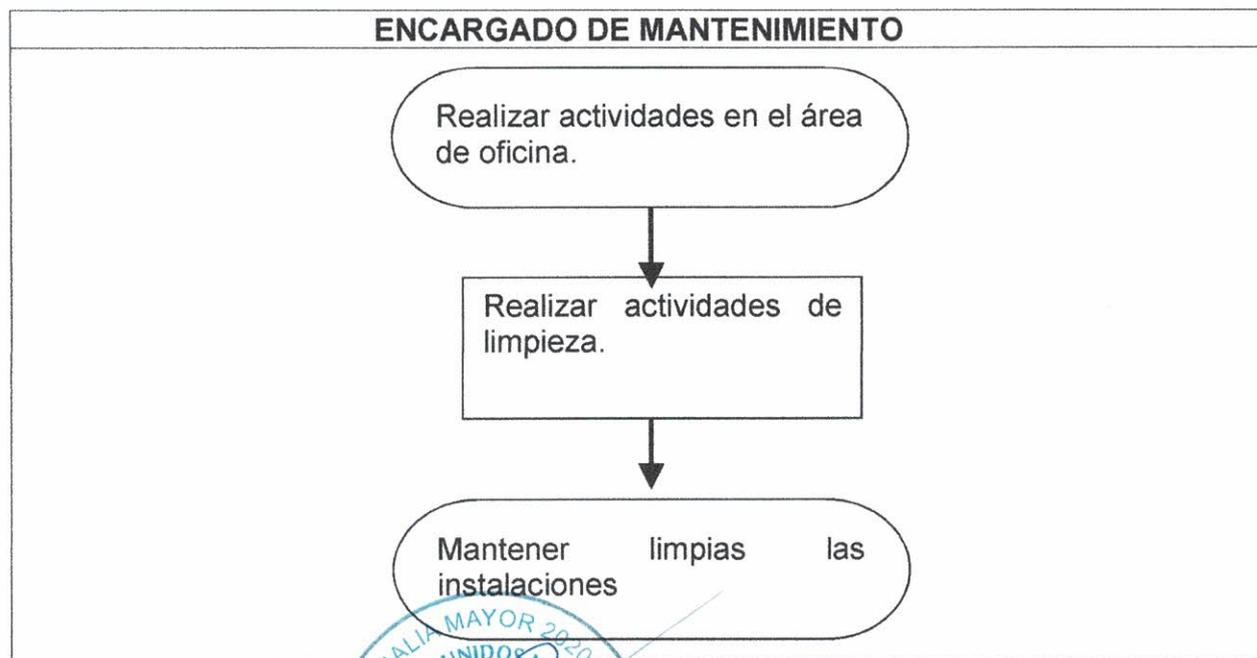 ENCARGADO DE MANTENIMIENTO
Realizar actividades en el área
de oficina.
Realizar actividades de
limpieza.
Mantener limpias las
instalaciones
MAYOR 2020
UNIDOS